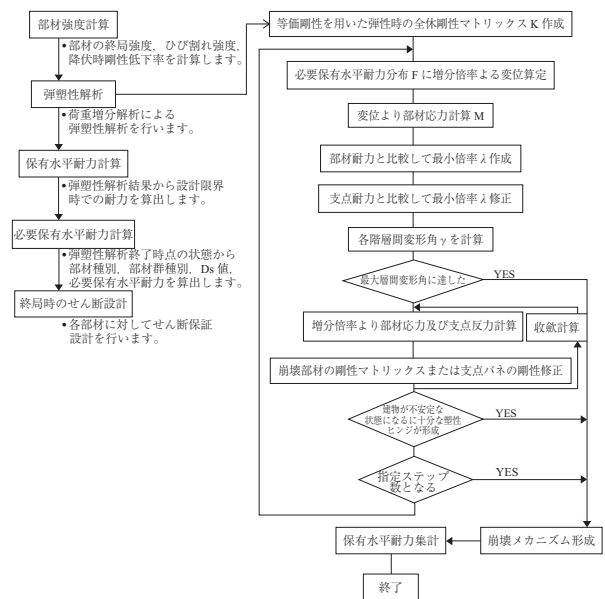 部材強度計算
•部材の終局強度、ひび割れ強度、
降伏時剛性低下率を計算します。
弾塑性解析
•荷重増分解析による
弾塑性解析を行います。
保有水平耐力計算
•弾塑性解析結果から設計限界
時での耐力を算出します。
必要保有水平耐力計算
•弾塑性解析終了時点の状態から
部材種別，部材群種別，Ds 値，
必要保有水平耐力を算出します。
終局時のせん断設計
•各部材に対してせん断保証
設計を行います。
等価剛性を用いた弾性時の全休剛性マトリックス K 作成
必要保有水平耐力分布 F に増分倍率よる変位算定
変位より部材応力計算 M
部材耐力と比較して最小倍率 λ 作成
支点耐力と比較して最小倍率 λ 修正
各階層間変形角 γ を計算
最大層間変形角に達した
YES
増分倍率より部材応力及び支点反力計算
収歛計算
崩壊部材の剛性マトリックスまたは支点バネの剛性修正
建物が不安定な
状態になるに十分な塑性
ヒンジが形成
YES
指定ステップ
数となる
YES
保有水平耐力集計
崩壊メカニズム形成
終了